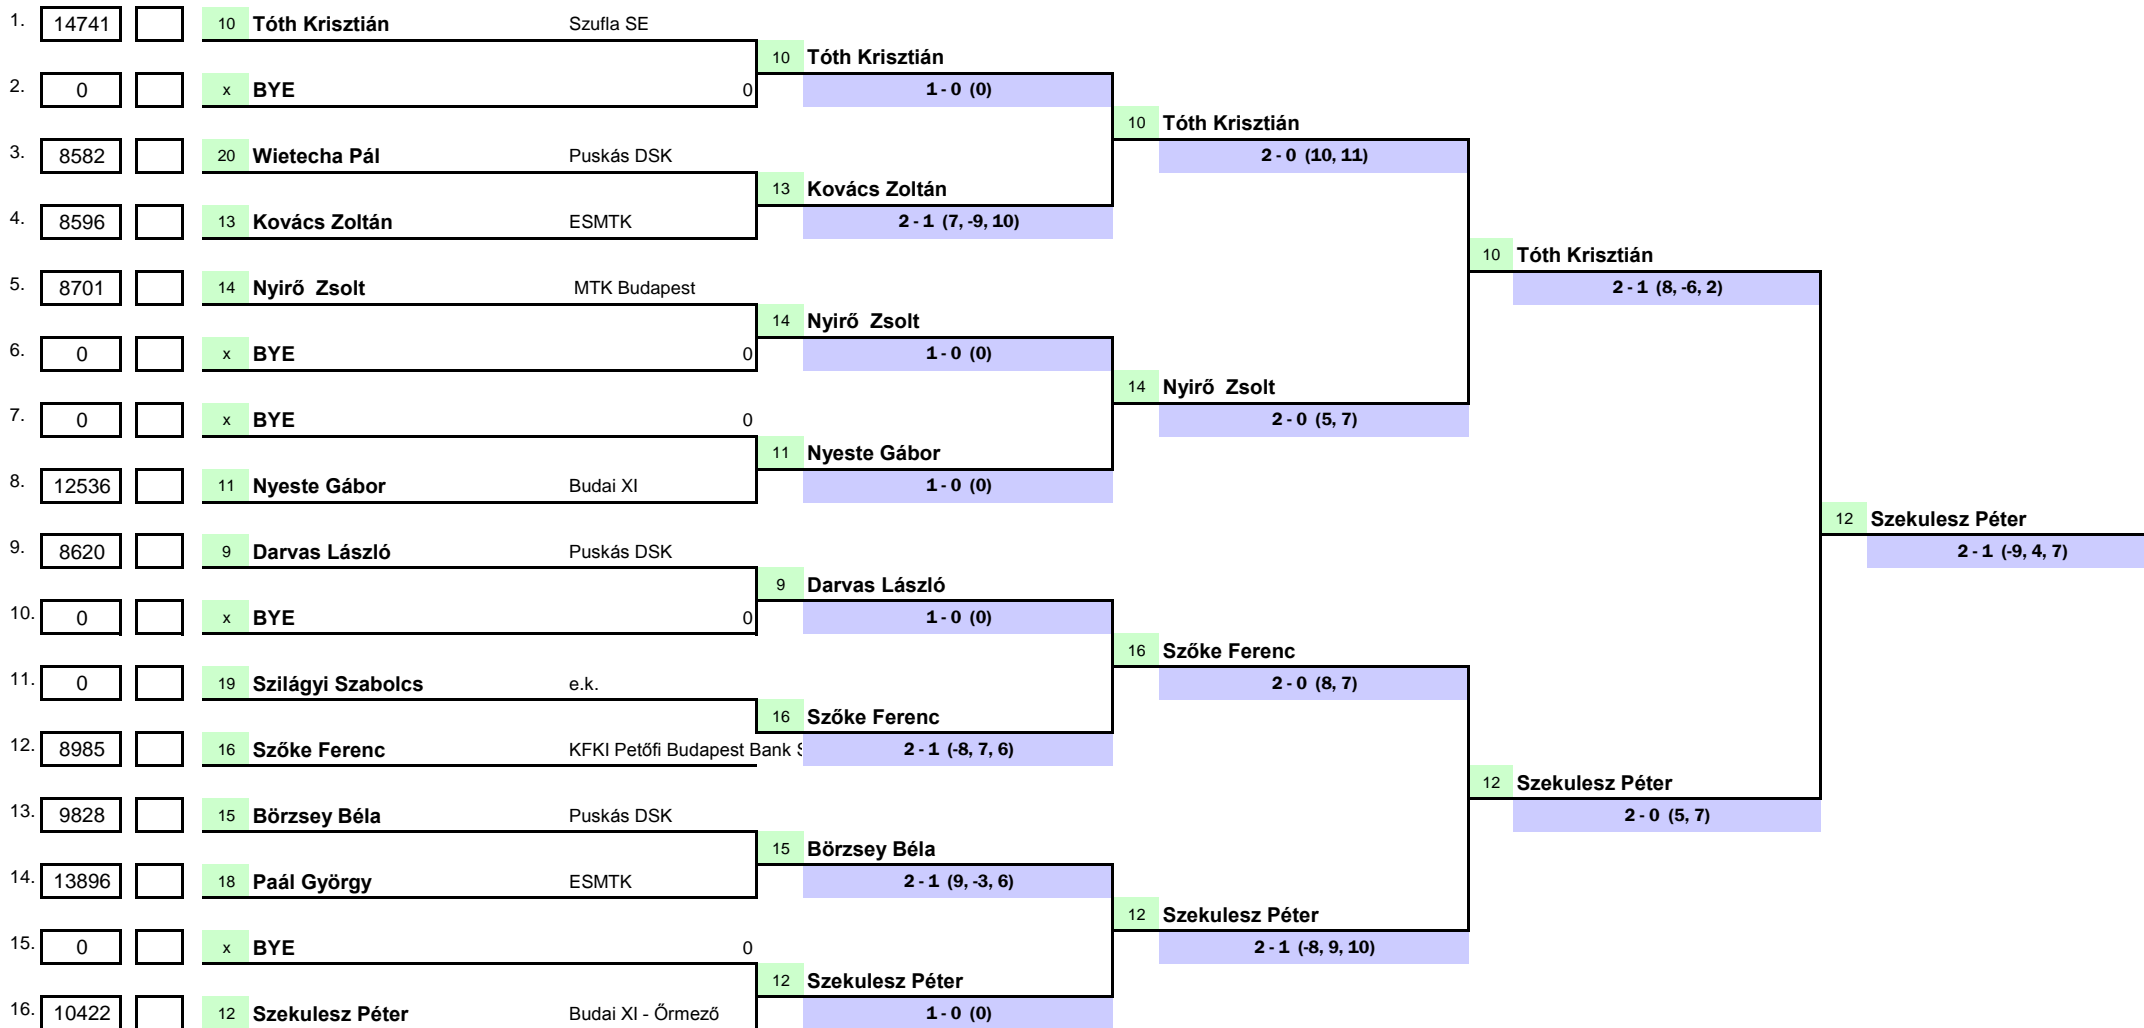 1. 14741 10 Tóth Krisztián Szufla SE
10 Tóth Krisztián
2. 0 x BYE 0 1 - 0 (0)
10 Tóth Krisztián
3. 8582 20 Wietecha Pál Puskás DSK 2 - 0 (10, 11)
13 Kovács Zoltán
4. 8596 13 Kovács Zoltán ESMTK 2 - 1 (7, -9, 10)
10 Tóth Krisztián
5. 8701 14 Nyirő Zsolt MTK Budapest 2 - 1 (8, -6, 2)
14 Nyirő Zsolt
6. 0 x BYE 0 1 - 0 (0)
14 Nyirő Zsolt
7. 0 x BYE 0 2 - 0 (5, 7)
11 Nyeste Gábor
8. 12536 11 Nyeste Gábor Budai XI 1 - 0 (0)
12 Szekulesz Péter
9. 8620 9 Darvas László Puskás DSK 2 - 1 (-9, 4, 7)
9 Darvas László
10. 0 x BYE 0 1 - 0 (0)
16 Szőke Ferenc
11. 0 19 Szilágyi Szabolcs e.k. 2 - 0 (8, 7)
16 Szőke Ferenc
12. 8985 16 Szőke Ferenc KFKI Petőfi Budapest Bank 2 - 1 (-8, 7, 6)
12 Szekulesz Péter
13. 9828 15 Börzsey Béla Puskás DSK 2 - 0 (5, 7)
15 Börzsey Béla
14. 13896 18 Paál György ESMTK 2 - 1 (9, -3, 6)
12 Szekulesz Péter
15. 0 x BYE 0 2 - 1 (-8, 9, 10)
12 Szekulesz Péter
16. 10422 12 Szekulesz Péter Budai XI - Őrmező 1 - 0 (0)